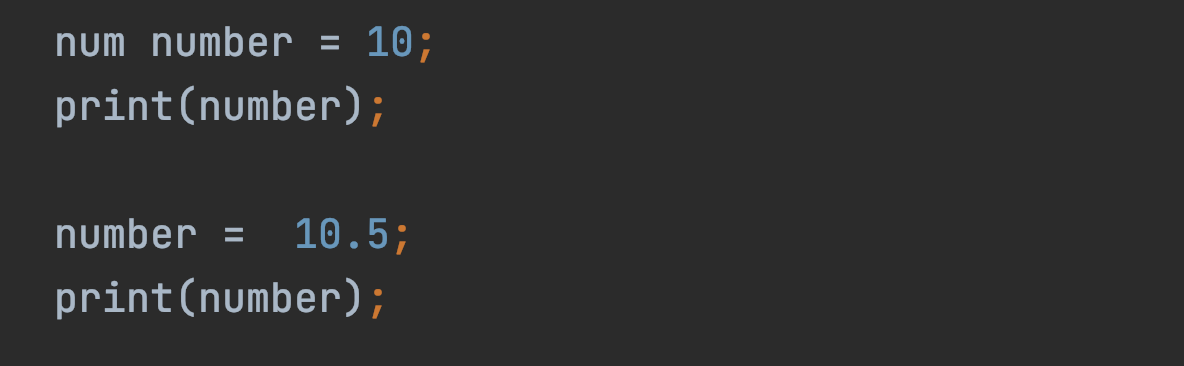 num number = 10;
print(number);
number =  10.5;
print(number);